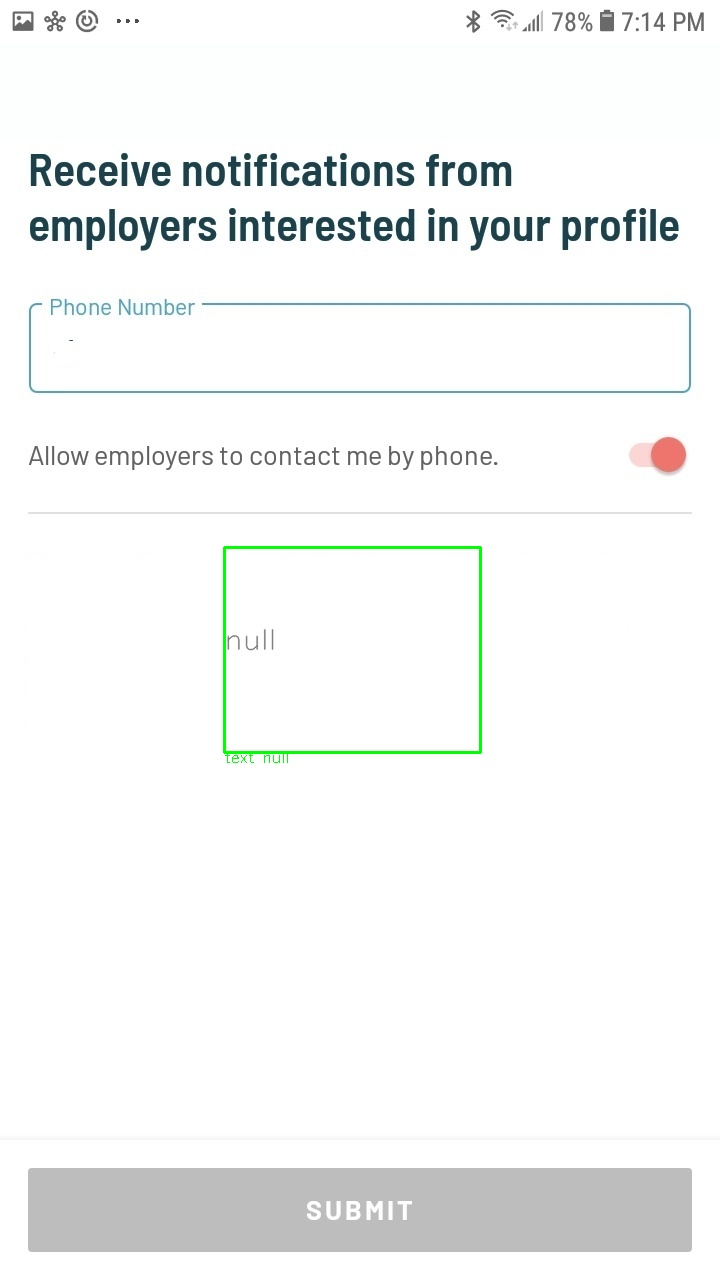 78% 7:14 PM
Receive notifications from
employers interested in your profile
Phone Number
-
Allow employers to contact me by phone.
null
text null
SUBMIT